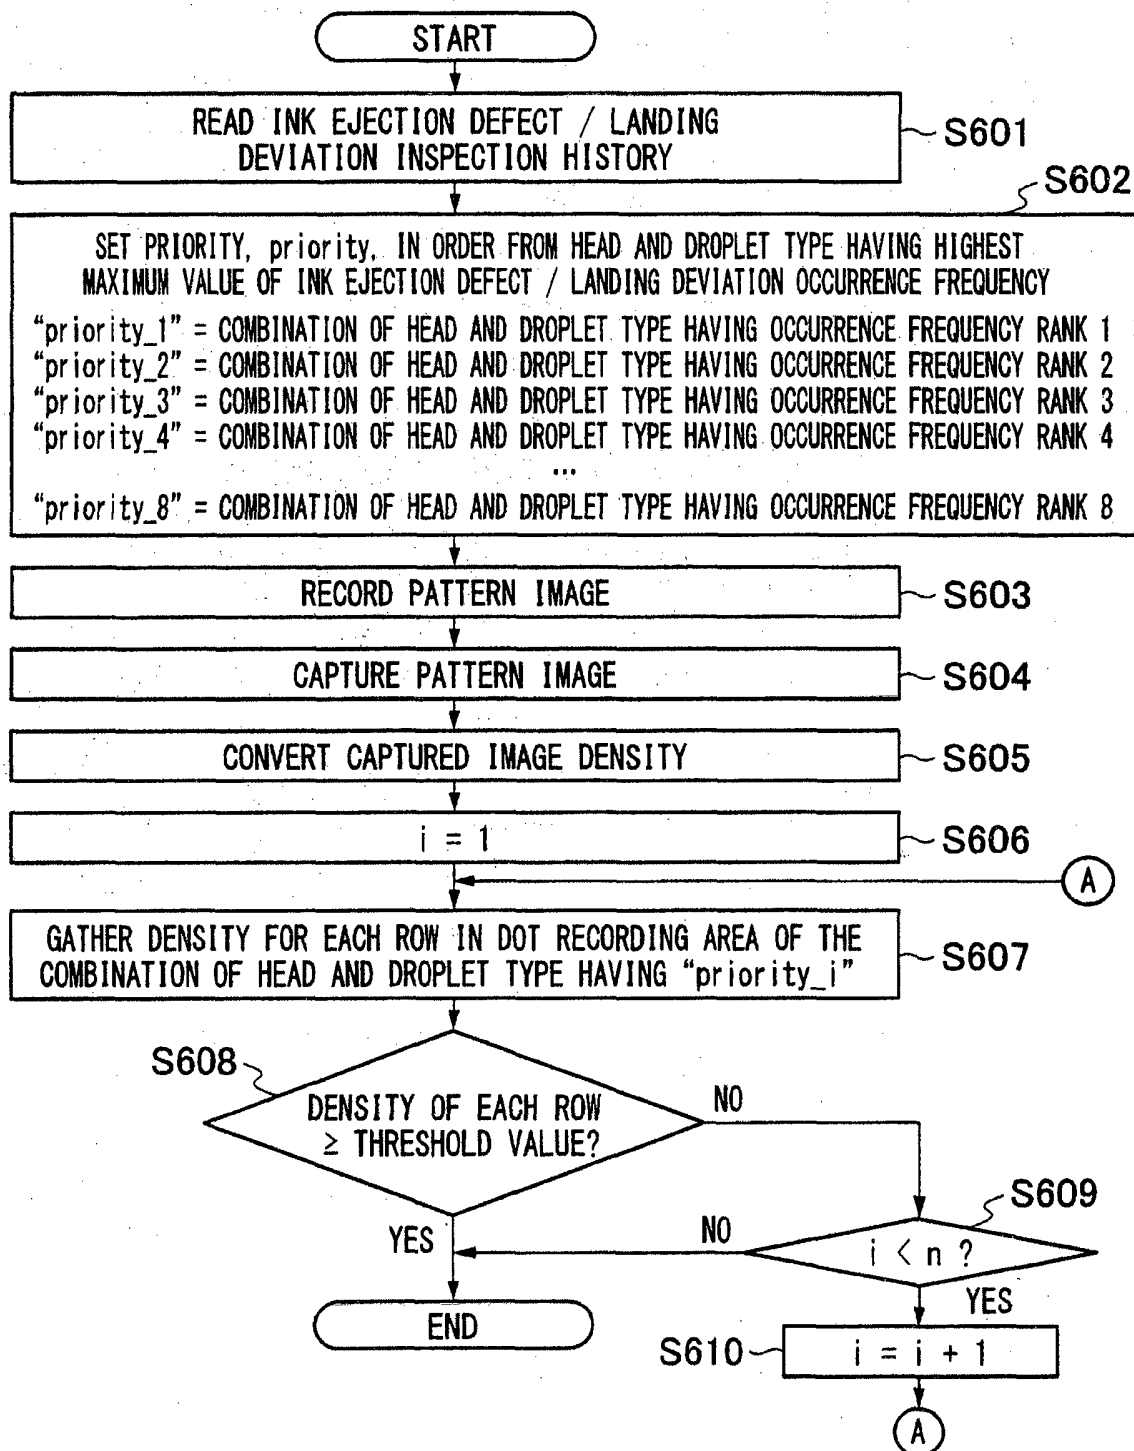 START
READ INK EJECTION DEFECT / LANDING
DEVIATION INSPECTION HISTORY
S601
S602
SET PRIORITY, priority, IN ORDER FROM HEAD AND DROPLET TYPE HAVING HIGHEST
MAXIMUM VALUE OF INK EJECTION DEFECT / LANDING DEVIATION OCCURRENCE FREQUENCY
“priority_1” = COMBINATION OF HEAD AND DROPLET TYPE HAVING OCCURRENCE FREQUENCY RANK 1
“priority_2” = COMBINATION OF HEAD AND DROPLET TYPE HAVING OCCURRENCE FREQUENCY RANK 2
“priority_3” = COMBINATION OF HEAD AND DROPLET TYPE HAVING OCCURRENCE FREQUENCY RANK 3
“priority_4” = COMBINATION OF HEAD AND DROPLET TYPE HAVING OCCURRENCE FREQUENCY RANK 4
...
“priority_8” = COMBINATION OF HEAD AND DROPLET TYPE HAVING OCCURRENCE FREQUENCY RANK 8
RECORD PATTERN IMAGE
S603
CAPTURE PATTERN IMAGE
S604
CONVERT CAPTURED IMAGE DENSITY
S605
i = 1
S606
A
GATHER DENSITY FOR EACH ROW IN DOT RECORDING AREA OF THE
COMBINATION OF HEAD AND DROPLET TYPE HAVING “priority_i”
S607
S608
DENSITY OF EACH ROW
≥ THRESHOLD VALUE?
NO
YES
S609
i < n ?
NO
YES
END
S610
i = i + 1
A